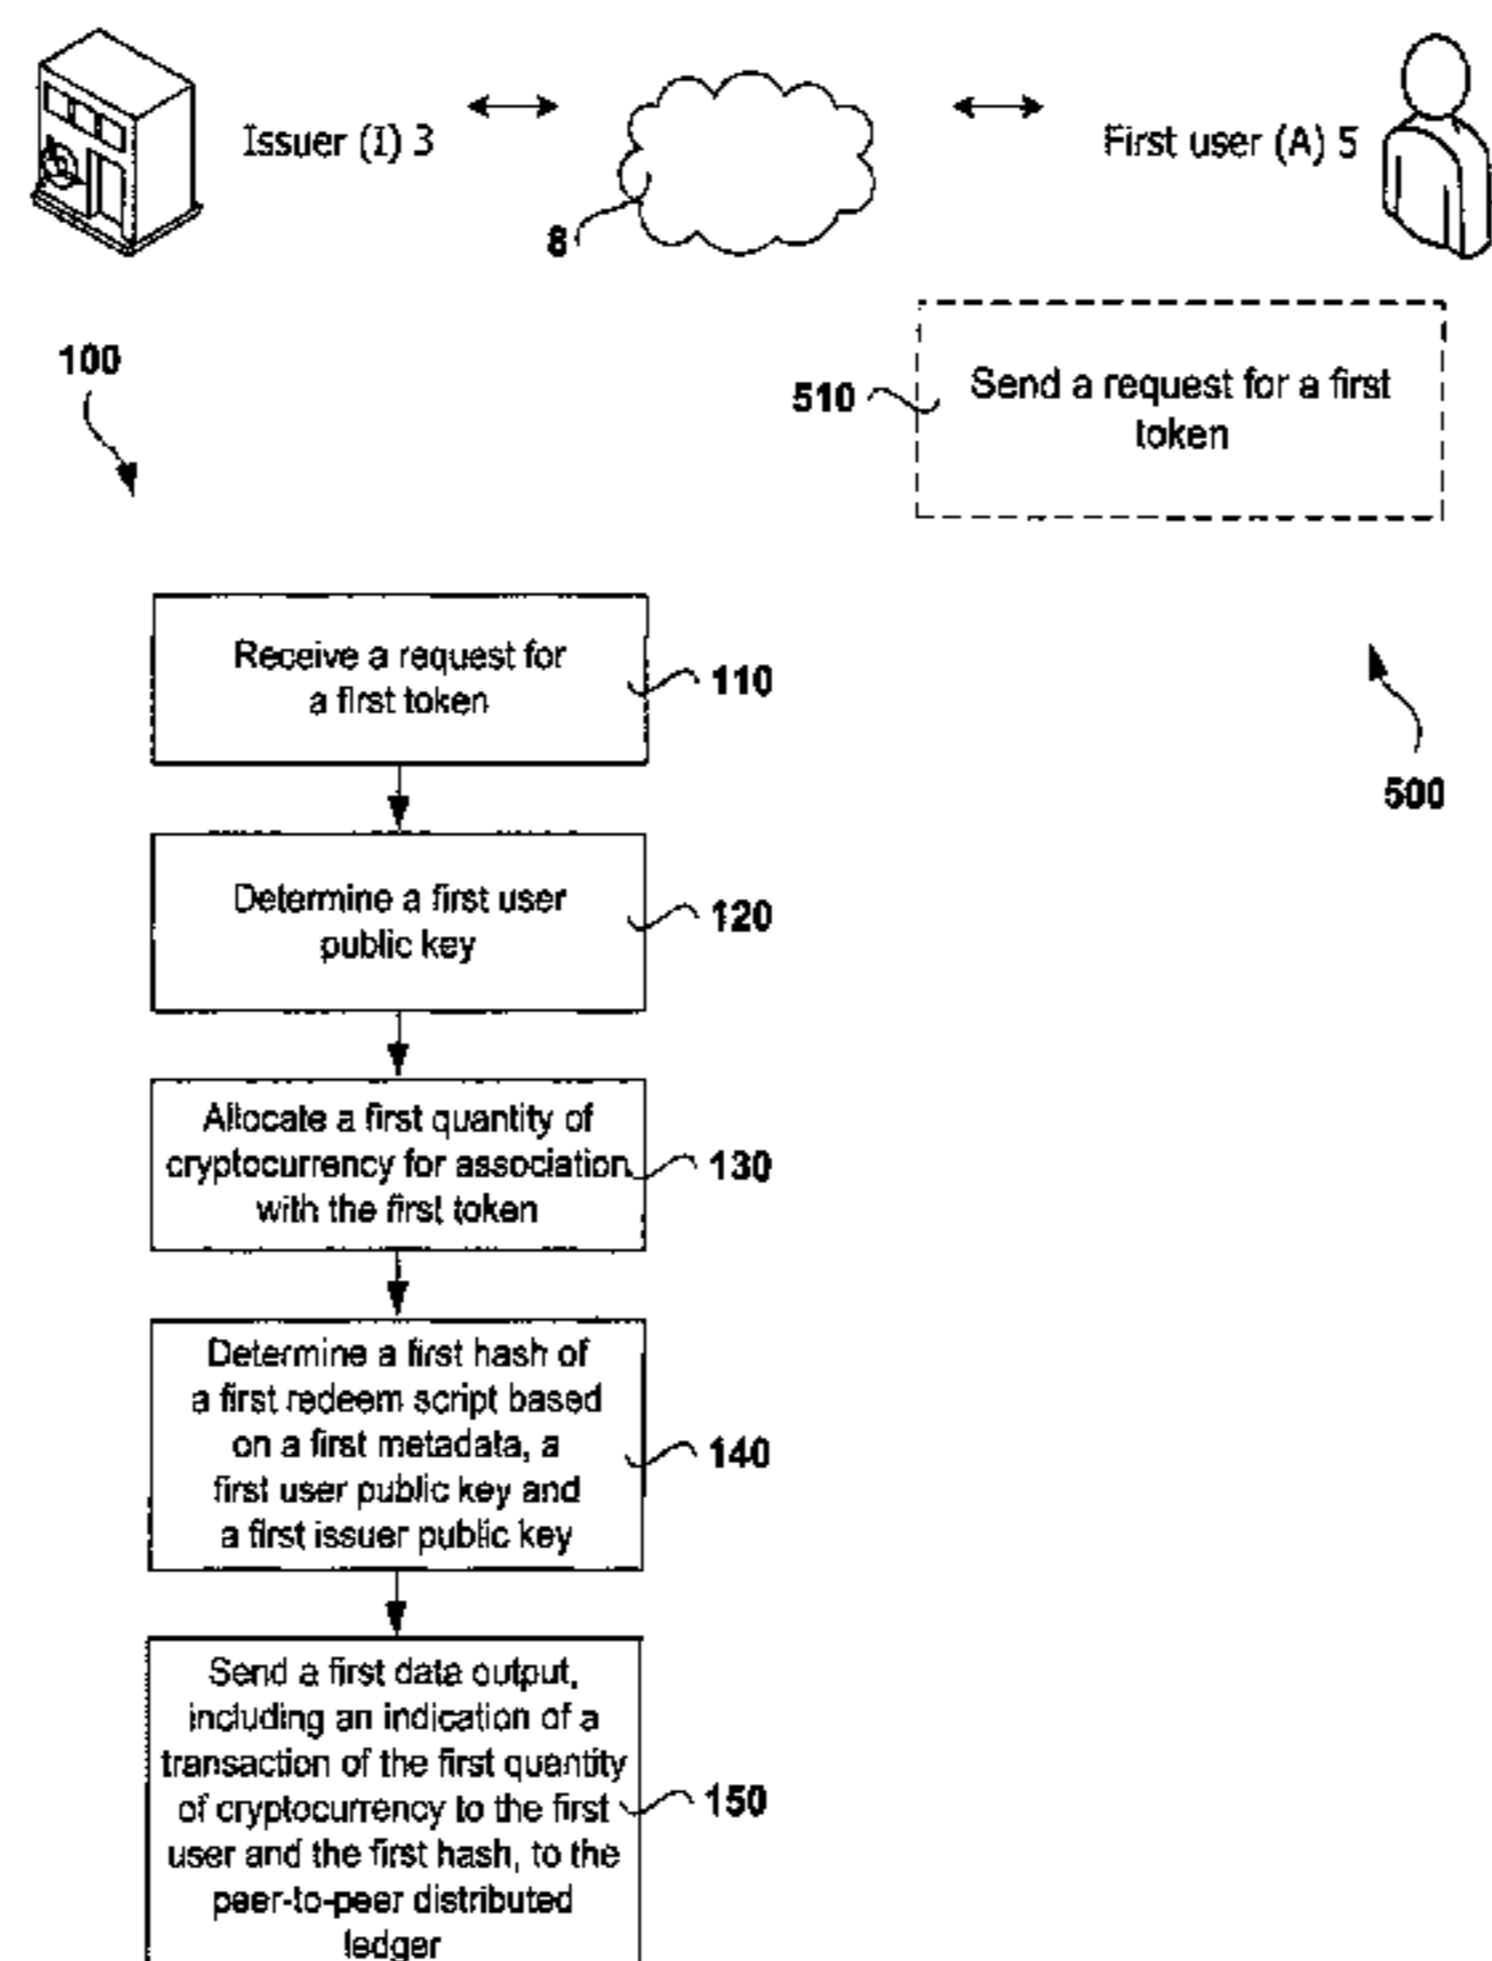 Issuer (I) 3
First user (A) 5
8
100
510
Send a request for a first
token
Receive a request for
a first token
110
500
Determine a first user
public key
120
Allocate a first quantity of
cryptocurrency for association
with the first token
130
Determine a first hash of
a first redeem script based
on a first metadata, a
first user public key and
a first issuer public key
140
Send a first data output,
including an indication of a
transaction of the first quantity
of cryptocurrency to the first
user and the first hash, to the
peer-to-peer distributed
ledger
150